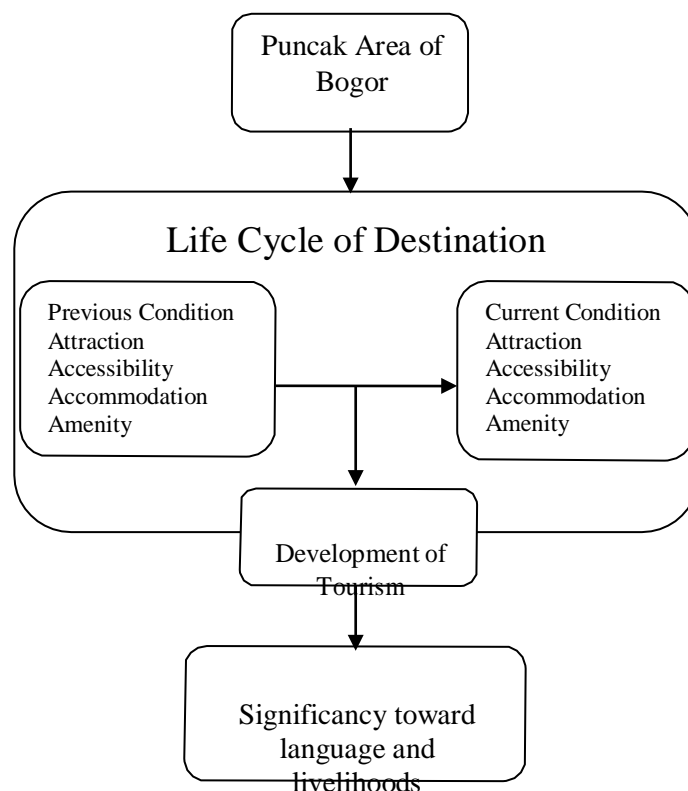 Puncak Area of
Bogor
Life Cycle of Destination
Previous Condition
Attraction
Accessibility
Accommodation
Amenity
Current Condition
Attraction
Accessibility
Accommodation
Amenity
Development of
Tourism
Significancy toward
language and
livelihoods